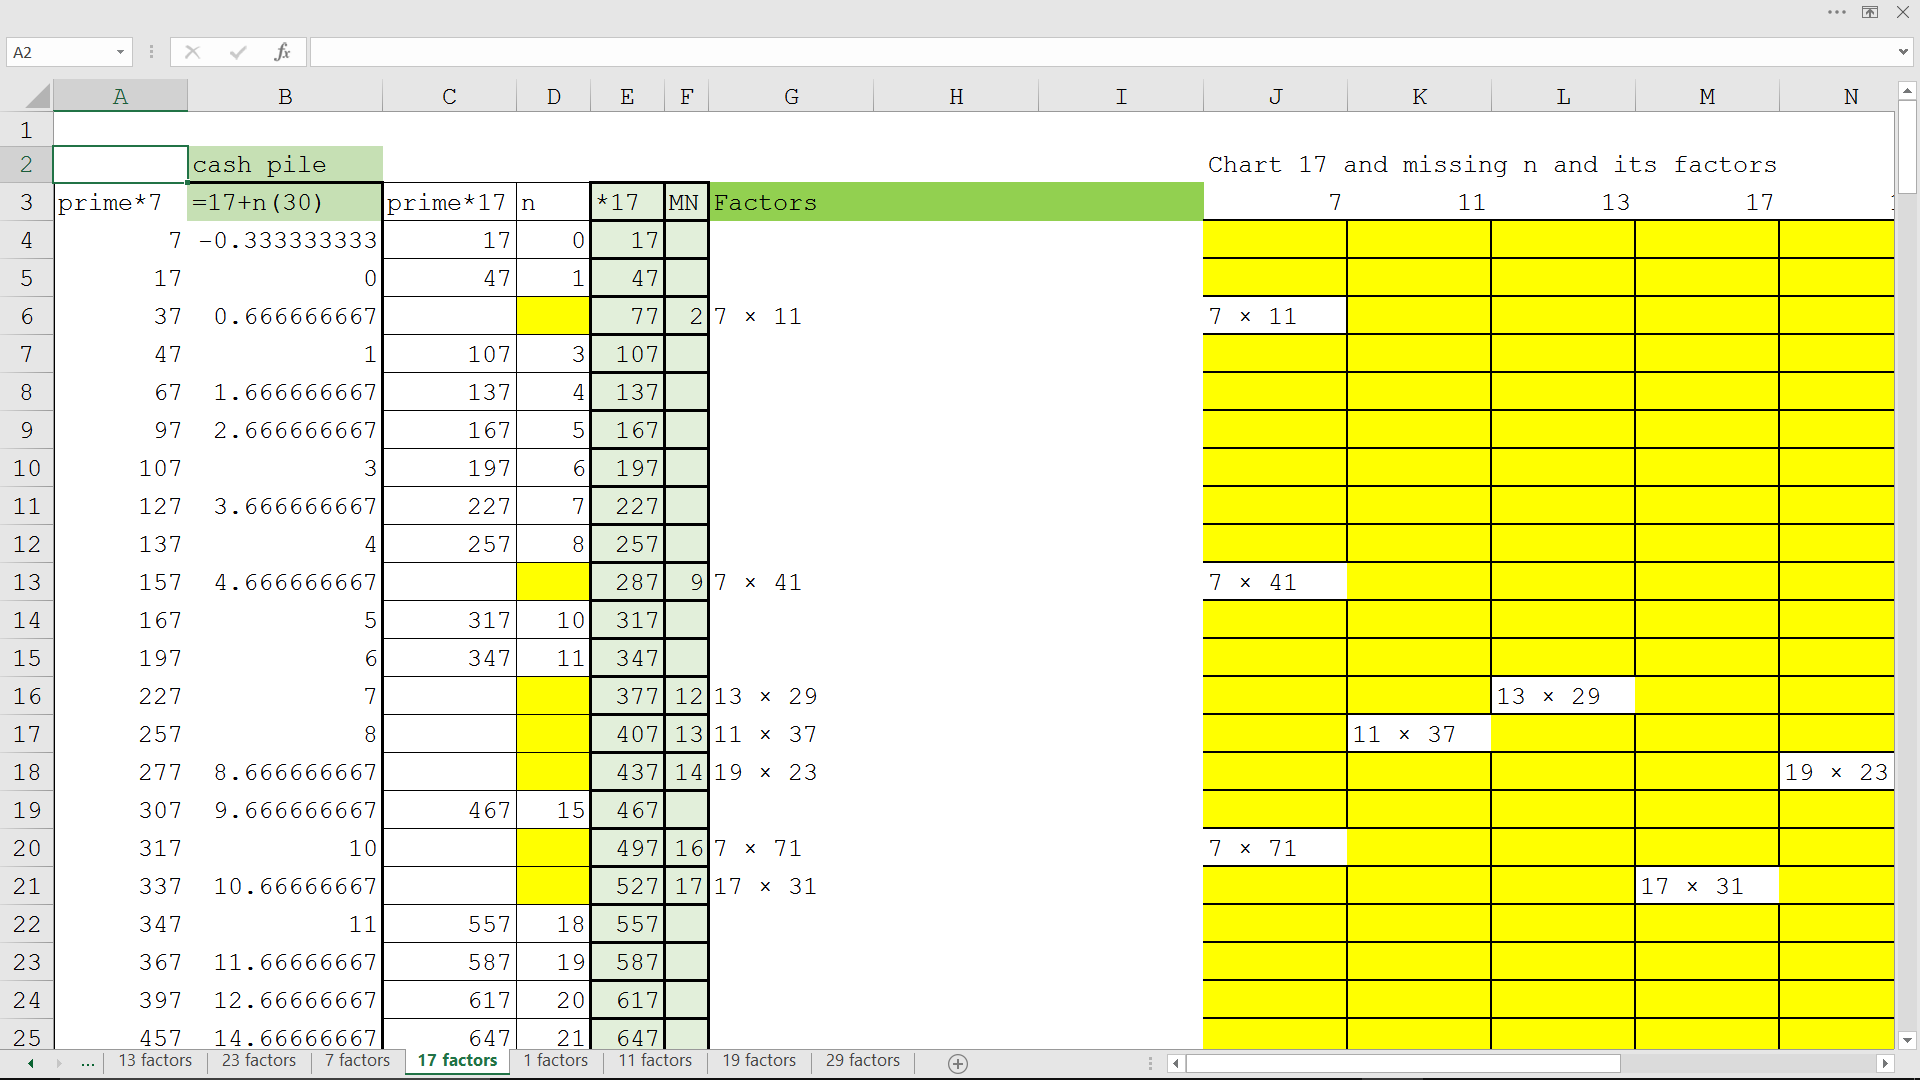 A2 fx
A B C D E F G H I J K L M N
1
2 cash pile Chart 17 and missing n and its factors
3 prime*7 =17+n(30) prime*17 n *17 MN Factors 7 11 13 17
4 7 -0.333333333 17 0 17
5 17 0 47 1 47
6 37 0.666666667 77 2 7 × 11 7 × 11
7 47 1 107 3 107
8 67 1.666666667 137 4 137
9 97 2.666666667 167 5 167
10 107 3 197 6 197
11 127 3.666666667 227 7 227
12 137 4 257 8 257
13 157 4.666666667 287 9 7 × 41 7 × 41
14 167 5 317 10 317
15 197 6 347 11 347
16 227 7 377 12 13 × 29 13 × 29
17 257 8 407 13 11 × 37 11 × 37
18 277 8.666666667 437 14 19 × 23 19 × 23
19 307 9.666666667 467 15 467
20 317 10 497 16 7 × 71 7 × 71
21 337 10.66666667 527 17 17 × 31 17 × 31
22 347 11 557 18 557
23 367 11.66666667 587 19 587
24 397 12.66666667 617 20 617
25 457 14.66666667 647 21 647
... 13 factors 23 factors 7 factors 17 factors 1 factors 11 factors 19 factors 29 factors